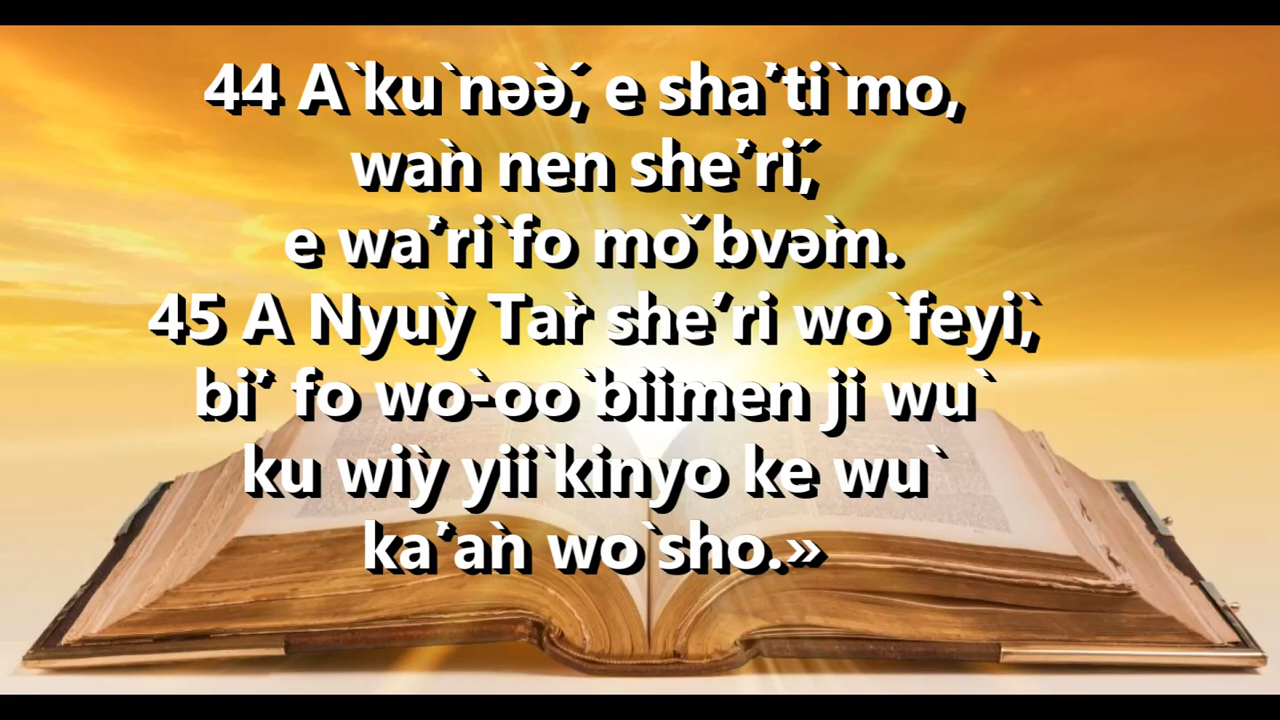 44 A ̀ku ̀nəə̀,́ e sha ̓ti ̀mo,
waǹ nen she ̓ri,́
e wa ̓ri ̀fo mo ̌bvəm̀.
45 A Nyuỳ Tar̀ she ̓ri wo ̀feyi,̀
bi ̓ fo wo-̀oo ̀biimen ji wu ̀
ku wiỳ yii ̀kinyo ke wu ̀
ka ̓aǹ wo ̀sho.»